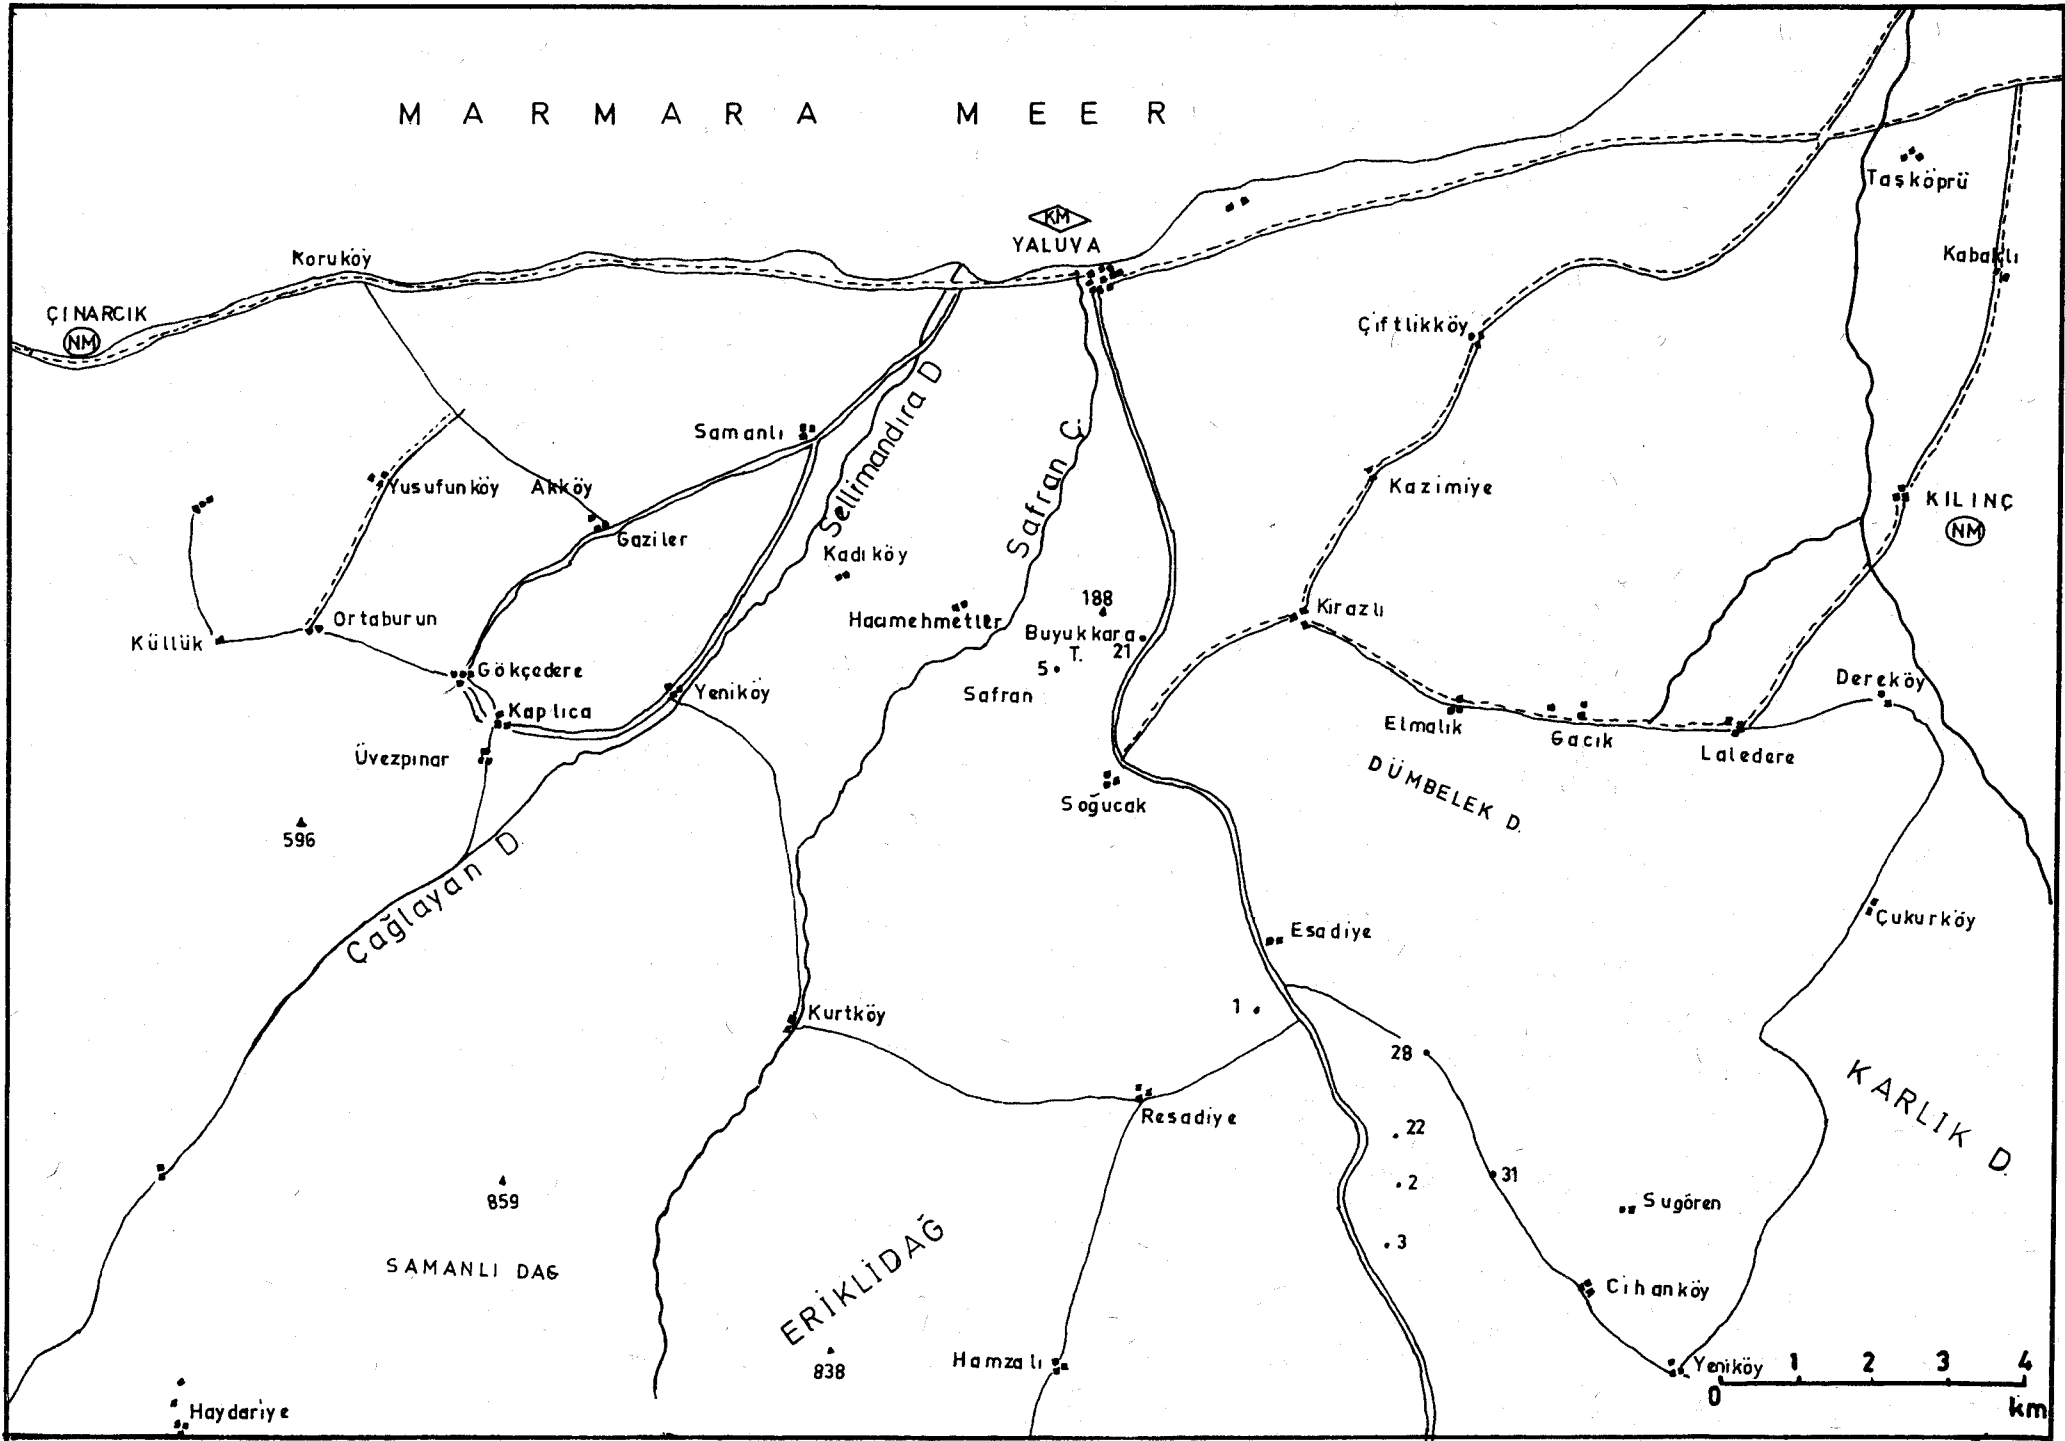 MARMARA MEER
KM
YALUVA
Taşköprü
Kabaklı
Koruköy
ÇINARCIK
NM
Çiftlikköy
Samanlı
Sellimandıra D
Safran Ç
Yusufunköy
Akköy
Kazimiye
KILINÇ
NM
Gaziler
Kadıköy
188
Hacımehmetler
Buyukkara
T.
21
Kirazlı
Ortaburun
Küllük
5
Safran
Gökçedere
Yeniköy
Dereköy
Kaplıca
Elmalık
Gacık
Laledere
Üvezpınar
DÜMBELEK D.
Soğucak
596
Çağlayan D
Çukurköy
Esadiye
1
Kurtköy
28
KARLIK D.
Resadiye
22
31
2
859
Sugören
3
SAMANLI DAG
ERİKLİDAĞ
Cihanköy
838
Hamzalı
Yeniköy
0 1 2 3 4
km
Haydariye